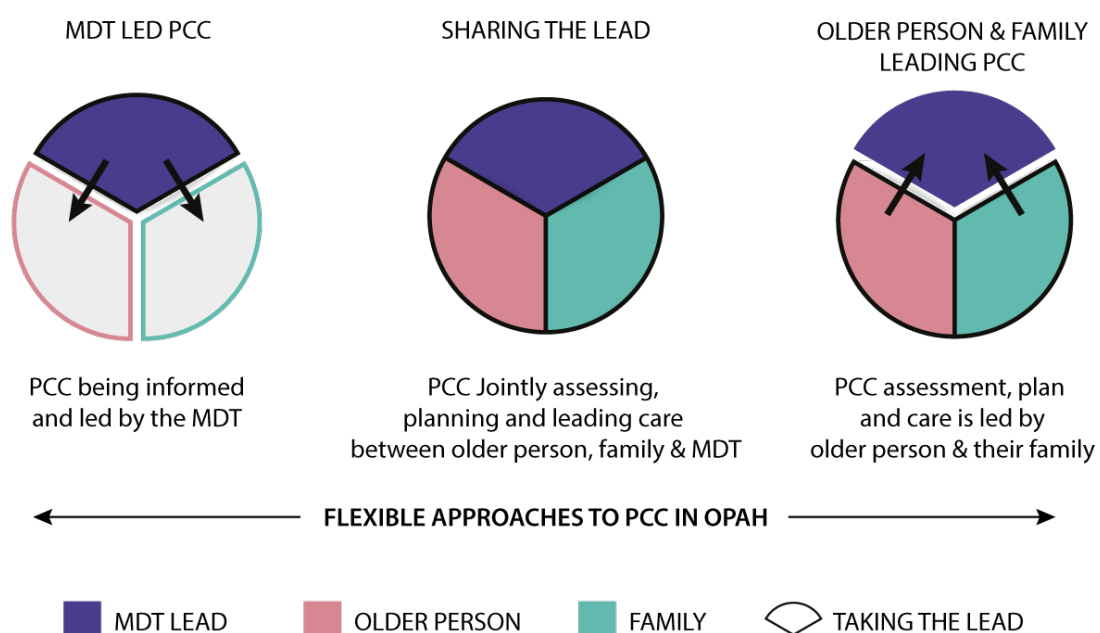 MDT LED PCC
SHARING THE LEAD
OLDER PERSON & FAMILY
LEADING PCC
PCC being informed
and led by the MDT
PCC Jointly assessing,
planning and leading care
between older person, family & MDT
PCC assessment, plan
and care is led by
older person & their family
FLEXIBLE APPROACHES TO PCC IN OPAH
MDT LEAD
OLDER PERSON
FAMILY
TAKING THE LEAD